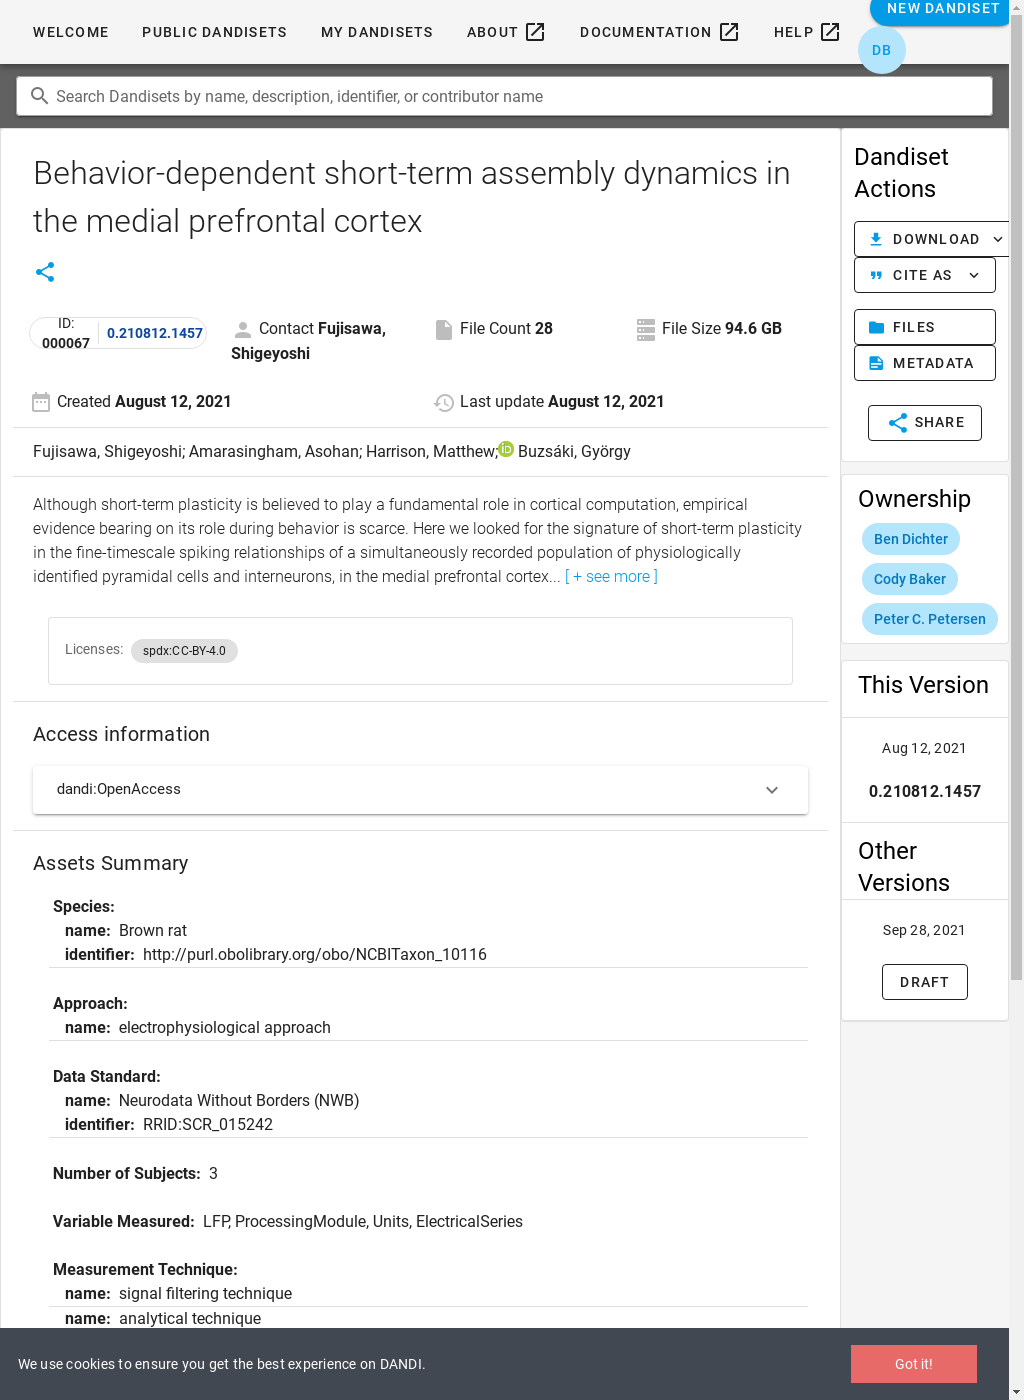 NEW DANDISET
WELCOME PUBLIC DANDISETS MY DANDISETS ABOUT DOCUMENTATION HELP
DB
Search Dandisets by name, description, identifier, or contributor name
Behavior-dependent short-term assembly dynamics in
the medial prefrontal cortex
ID:
000067
0.210812.1457
Contact Fujisawa,
Shigeyoshi
File Count 28
File Size 94.6 GB
Created August 12, 2021
Last update August 12, 2021
Fujisawa, Shigeyoshi; Amarasingham, Asohan; Harrison, Matthew; iD Buzsáki, György
Although short-term plasticity is believed to play a fundamental role in cortical computation, empirical
evidence bearing on its role during behavior is scarce. Here we looked for the signature of short-term plasticity
in the fine-timescale spiking relationships of a simultaneously recorded population of physiologically
identified pyramidal cells and interneurons, in the medial prefrontal cortex... [ + see more ]
Licenses: spdx:CC-BY-4.0
Access information
dandi:OpenAccess
Assets Summary
Species:
name: Brown rat
identifier: http://purl.obolibrary.org/obo/NCBITaxon_10116
Approach:
name: electrophysiological approach
Data Standard:
name: Neurodata Without Borders (NWB)
identifier: RRID:SCR_015242
Number of Subjects: 3
Variable Measured: LFP, ProcessingModule, Units, ElectricalSeries
Measurement Technique:
name: signal filtering technique
name: analytical technique
Dandiset
Actions
DOWNLOAD
CITE AS
FILES
METADATA
SHARE
Ownership
Ben Dichter
Cody Baker
Peter C. Petersen
This Version
Aug 12, 2021
0.210812.1457
Other
Versions
Sep 28, 2021
DRAFT
We use cookies to ensure you get the best experience on DANDI.
Got it!